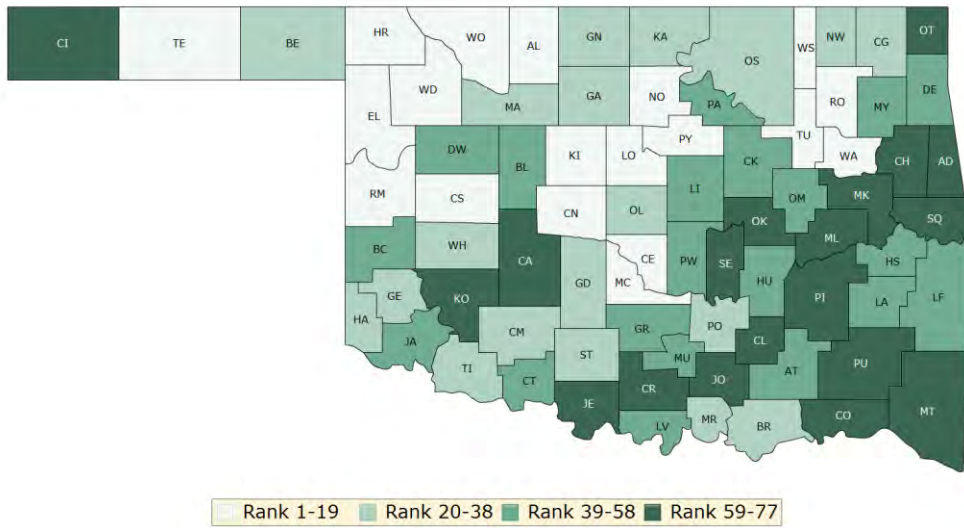 CI TE BE HR WO AL GN KA OS WS NW CG OT
EL WD MA GA NO PA RO MY DE
DW BL KI LO PY CK TU WA CH AD
RM CS CN OL LI OM MK SQ
BC WH CA CE PW OK SE ML HS
KO GD MC HU PI LA LF
HA GE CM GR PO
JA TI CT ST MU CL AT PU
JE CR JO CO MT
LV MR BR
Rank 1-19 Rank 20-38 Rank 39-58 Rank 59-77